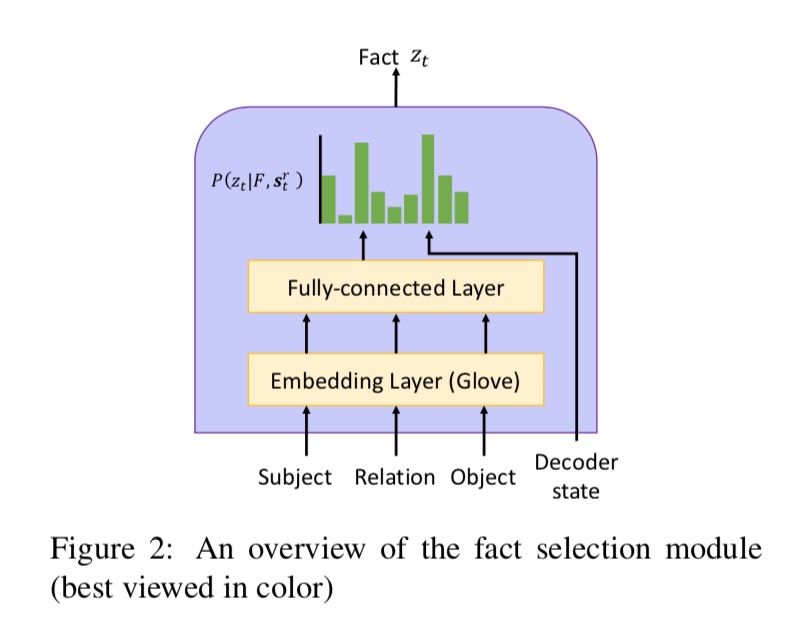 Fact z_t
P(z_t|F, s_t^r )
Fully-connected Layer
Embedding Layer (Glove)
Subject Relation Object Decoder
state
Figure 2: An overview of the fact selection module
(best viewed in color)